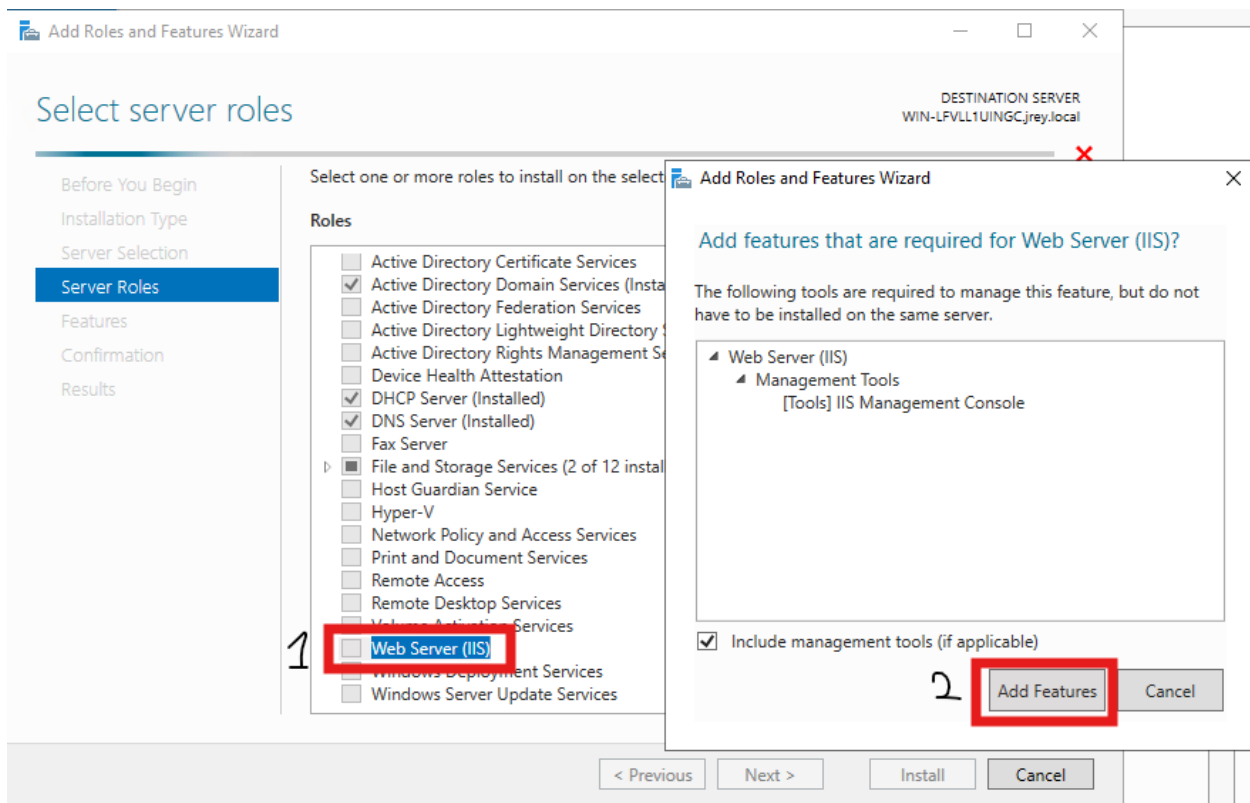 Add Roles and Features Wizard
Select server roles
DESTINATION SERVER
WIN-LFVLL1UINGC.jrey.local
Before You Begin
Installation Type
Server Selection
Server Roles
Features
Confirmation
Results
Select one or more roles to install on the select
Roles
Active Directory Certificate Services
Active Directory Domain Services (Insta
Active Directory Federation Services
Active Directory Lightweight Directory
Active Directory Rights Management Se
Device Health Attestation
DHCP Server (Installed)
DNS Server (Installed)
Fax Server
File and Storage Services (2 of 12 instal
Host Guardian Service
Hyper-V
Network Policy and Access Services
Print and Document Services
Remote Access
Remote Desktop Services
Volume Activation Services
1
Web Server (IIS)
Windows Deployment Services
Windows Server Update Services
< Previous
Next >
Install
Cancel
Add Roles and Features Wizard
Add features that are required for Web Server (IIS)?
The following tools are required to manage this feature, but do not
have to be installed on the same server.
Web Server (IIS)
Management Tools
[Tools] IIS Management Console
Include management tools (if applicable)
2
Add Features
Cancel